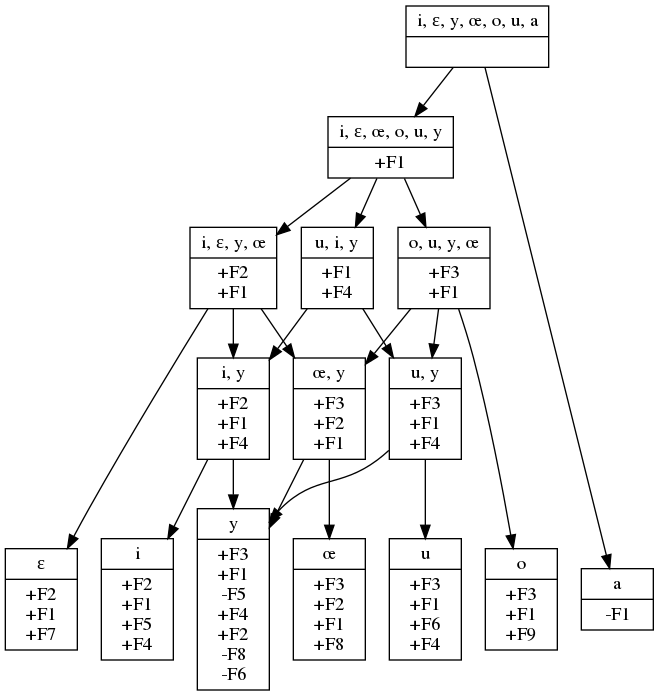 i, ɛ, y, œ, o, u, a
i, ɛ, œ, o, u, y
+F1
i, ɛ, y, œ
+F2
+F1
u, i, y
+F1
+F4
o, u, y, œ
+F3
+F1
i, y
+F2
+F1
+F4
œ, y
+F3
+F2
+F1
u, y
+F3
+F1
+F4
ɛ
+F2
+F1
+F7
i
+F2
+F1
+F5
+F4
y
+F3
+F1
-F5
+F4
+F2
-F8
-F6
œ
+F3
+F2
+F1
+F8
u
+F3
+F1
+F6
+F4
o
+F3
+F1
+F9
a
-F1